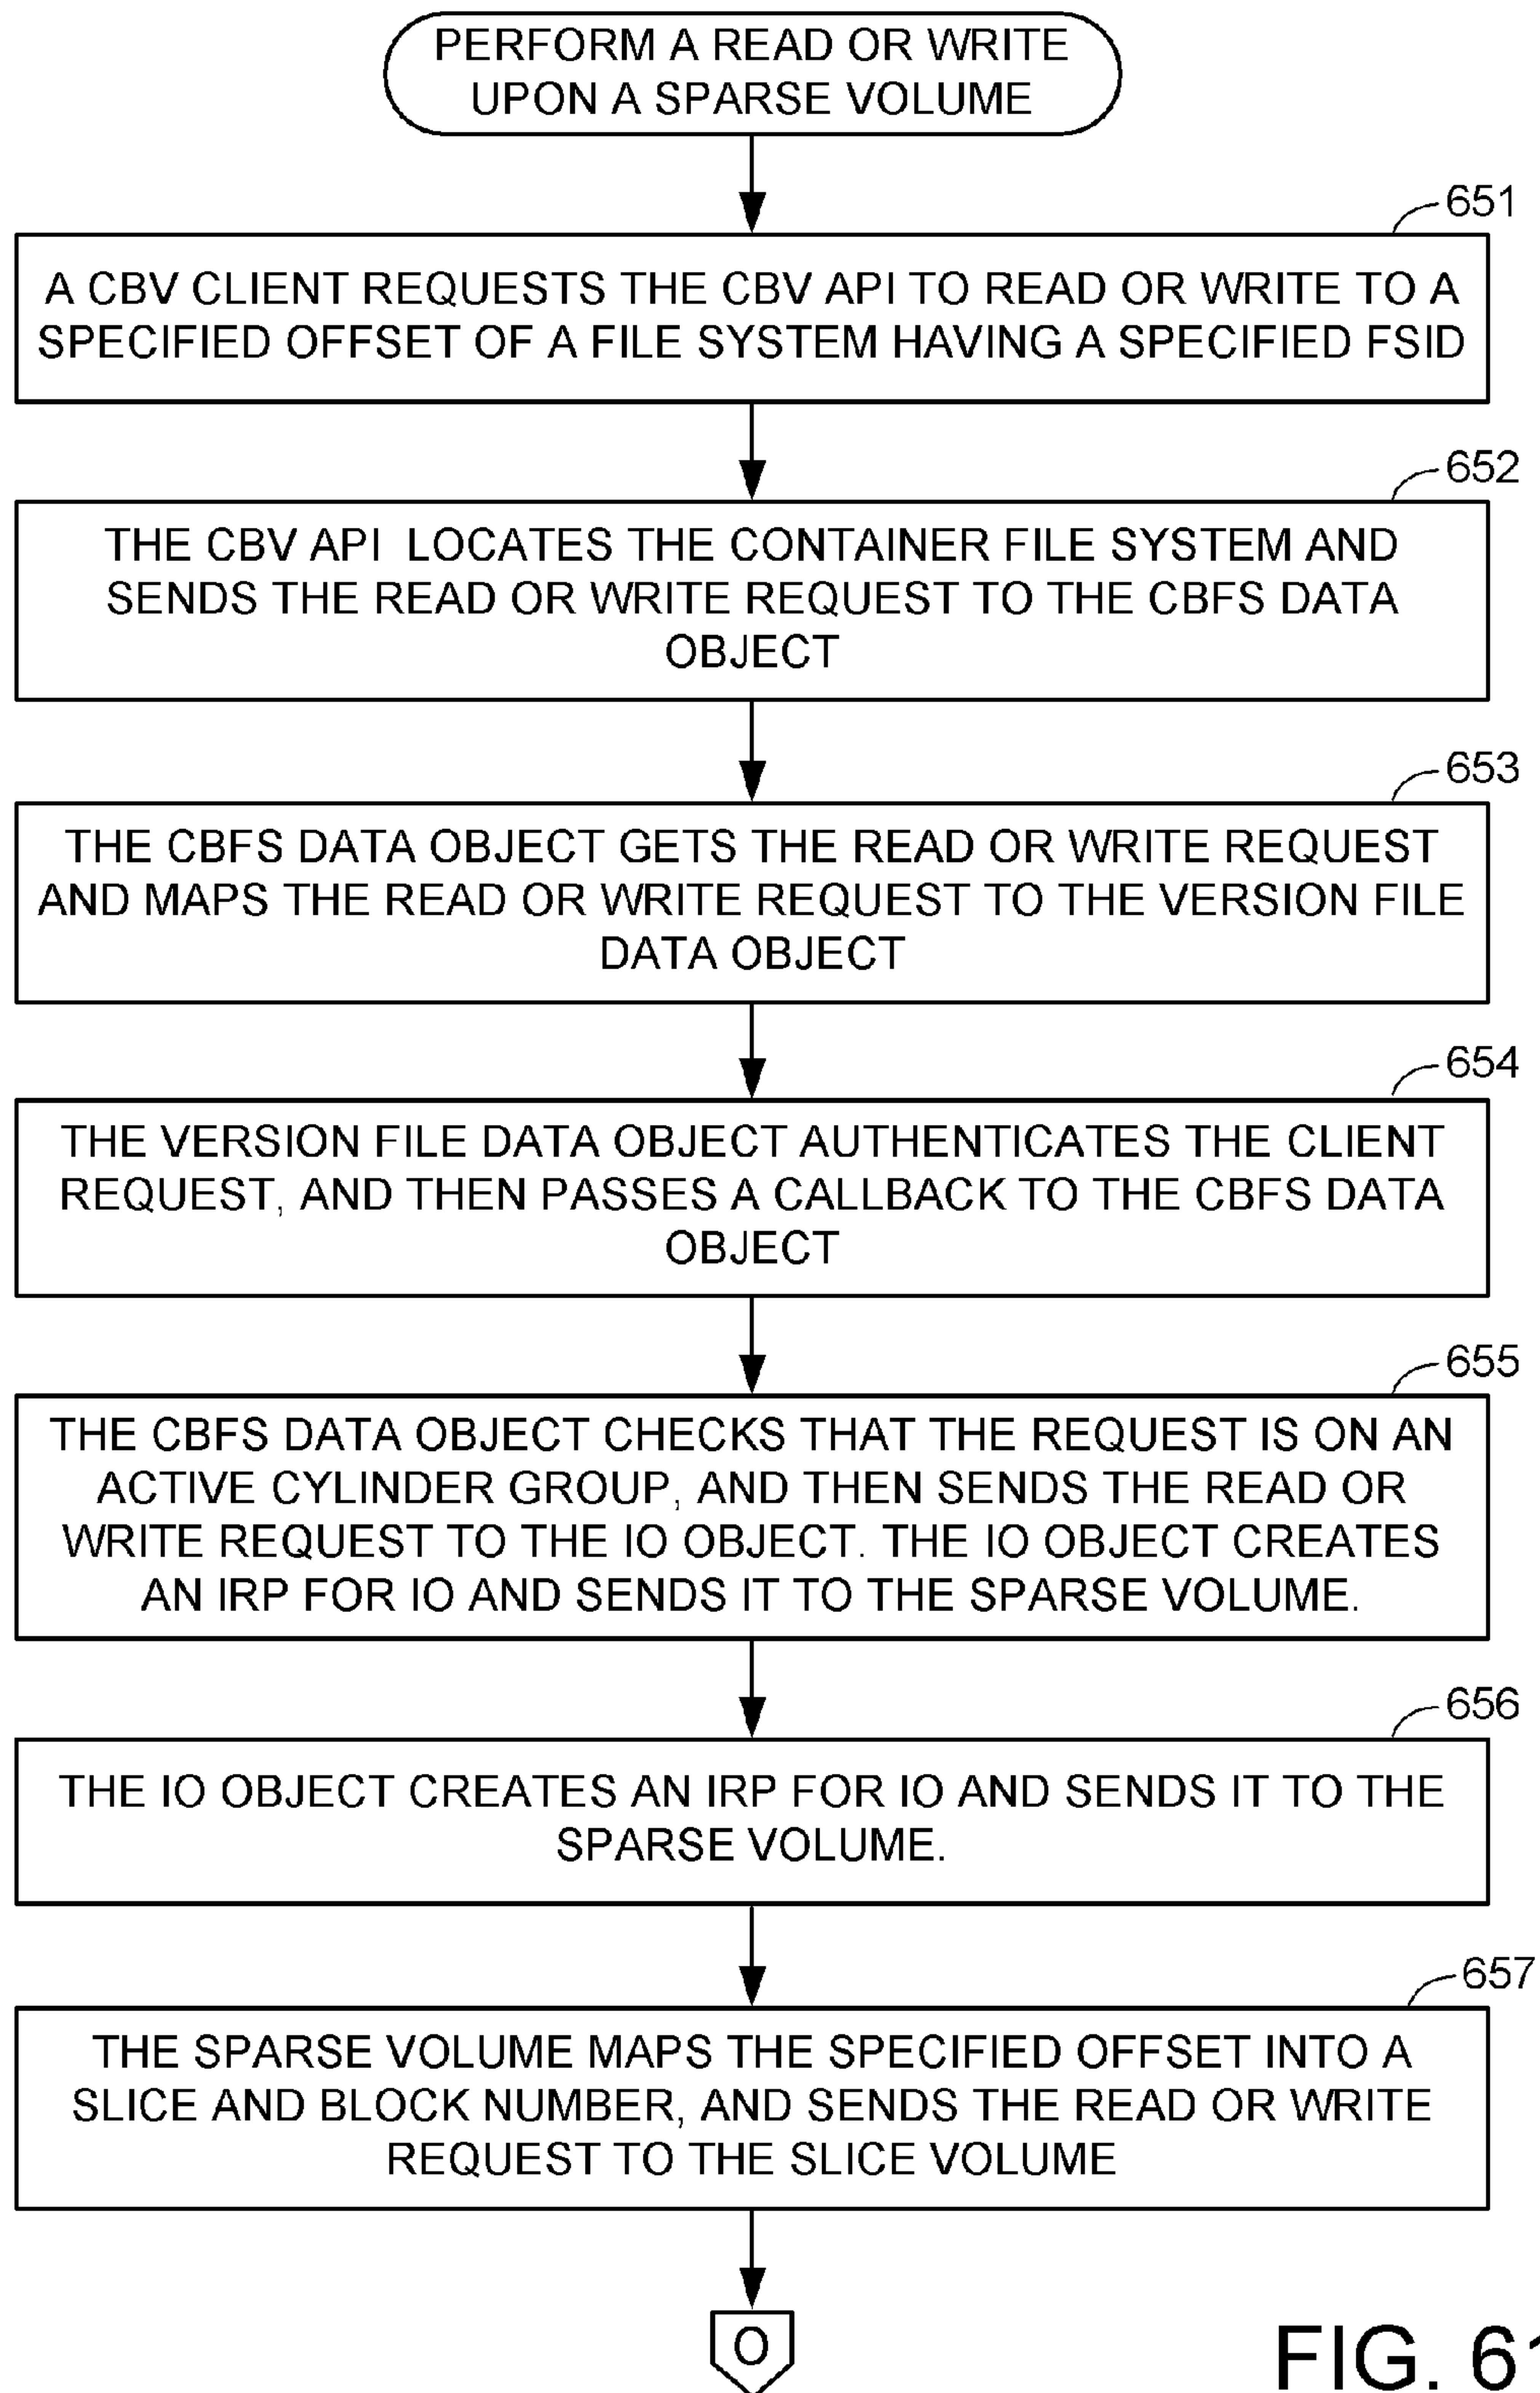 PERFORM A READ OR WRITE
UPON A SPARSE VOLUME
651
A CBV CLIENT REQUESTS THE CBV API TO READ OR WRITE TO A
SPECIFIED OFFSET OF A FILE SYSTEM HAVING A SPECIFIED FSID
652
THE CBV API LOCATES THE CONTAINER FILE SYSTEM AND
SENDS THE READ OR WRITE REQUEST TO THE CBFS DATA
OBJECT
653
THE CBFS DATA OBJECT GETS THE READ OR WRITE REQUEST
AND MAPS THE READ OR WRITE REQUEST TO THE VERSION FILE
DATA OBJECT
654
THE VERSION FILE DATA OBJECT AUTHENTICATES THE CLIENT
REQUEST, AND THEN PASSES A CALLBACK TO THE CBFS DATA
OBJECT
655
THE CBFS DATA OBJECT CHECKS THAT THE REQUEST IS ON AN
ACTIVE CYLINDER GROUP, AND THEN SENDS THE READ OR
WRITE REQUEST TO THE IO OBJECT. THE IO OBJECT CREATES
AN IRP FOR IO AND SENDS IT TO THE SPARSE VOLUME.
656
THE IO OBJECT CREATES AN IRP FOR IO AND SENDS IT TO THE
SPARSE VOLUME.
657
THE SPARSE VOLUME MAPS THE SPECIFIED OFFSET INTO A
SLICE AND BLOCK NUMBER, AND SENDS THE READ OR WRITE
REQUEST TO THE SLICE VOLUME
O
FIG. 61